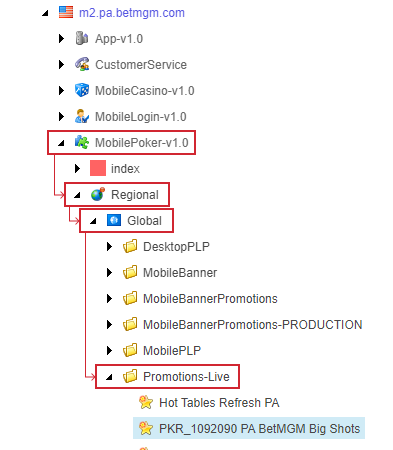 m2.pa.betmgm.com
App-v1.0
CustomerService
MobileCasino-v1.0
MobileLogin-v1.0
MobilePoker-v1.0
index
Regional
Global
DesktopPLP
MobileBanner
MobileBannerPromotions
MobileBannerPromotions-PRODUCTION
MobilePLP
Promotions-Live
Hot Tables Refresh PA
PKR_1092090 PA BetMGM Big Shots